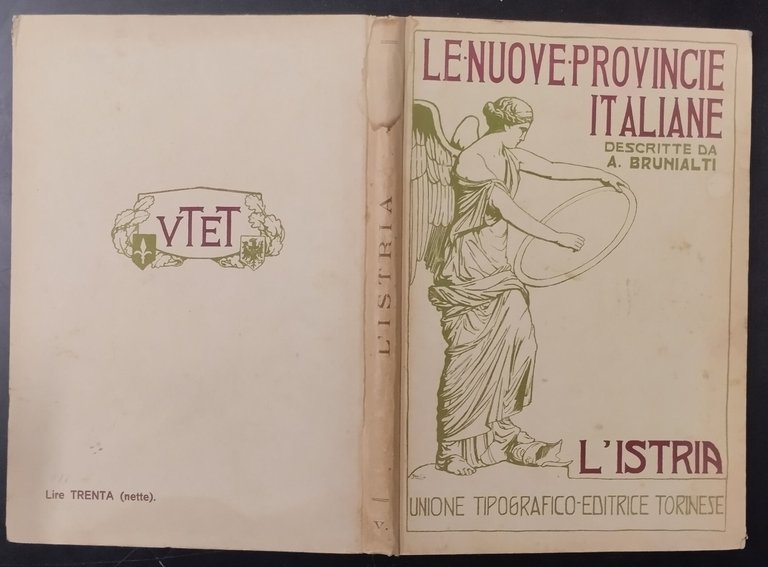 VTET
Lire TRENTA (nette).
L'ISTRIA
V.
LE·NUOVE·PROVINCIE
ITALIANE
DESCRITTE DA
A. BRUNIALTI
L'ISTRIA
UNIONE TIPOGRAFICO-EDITRICE TORINESE